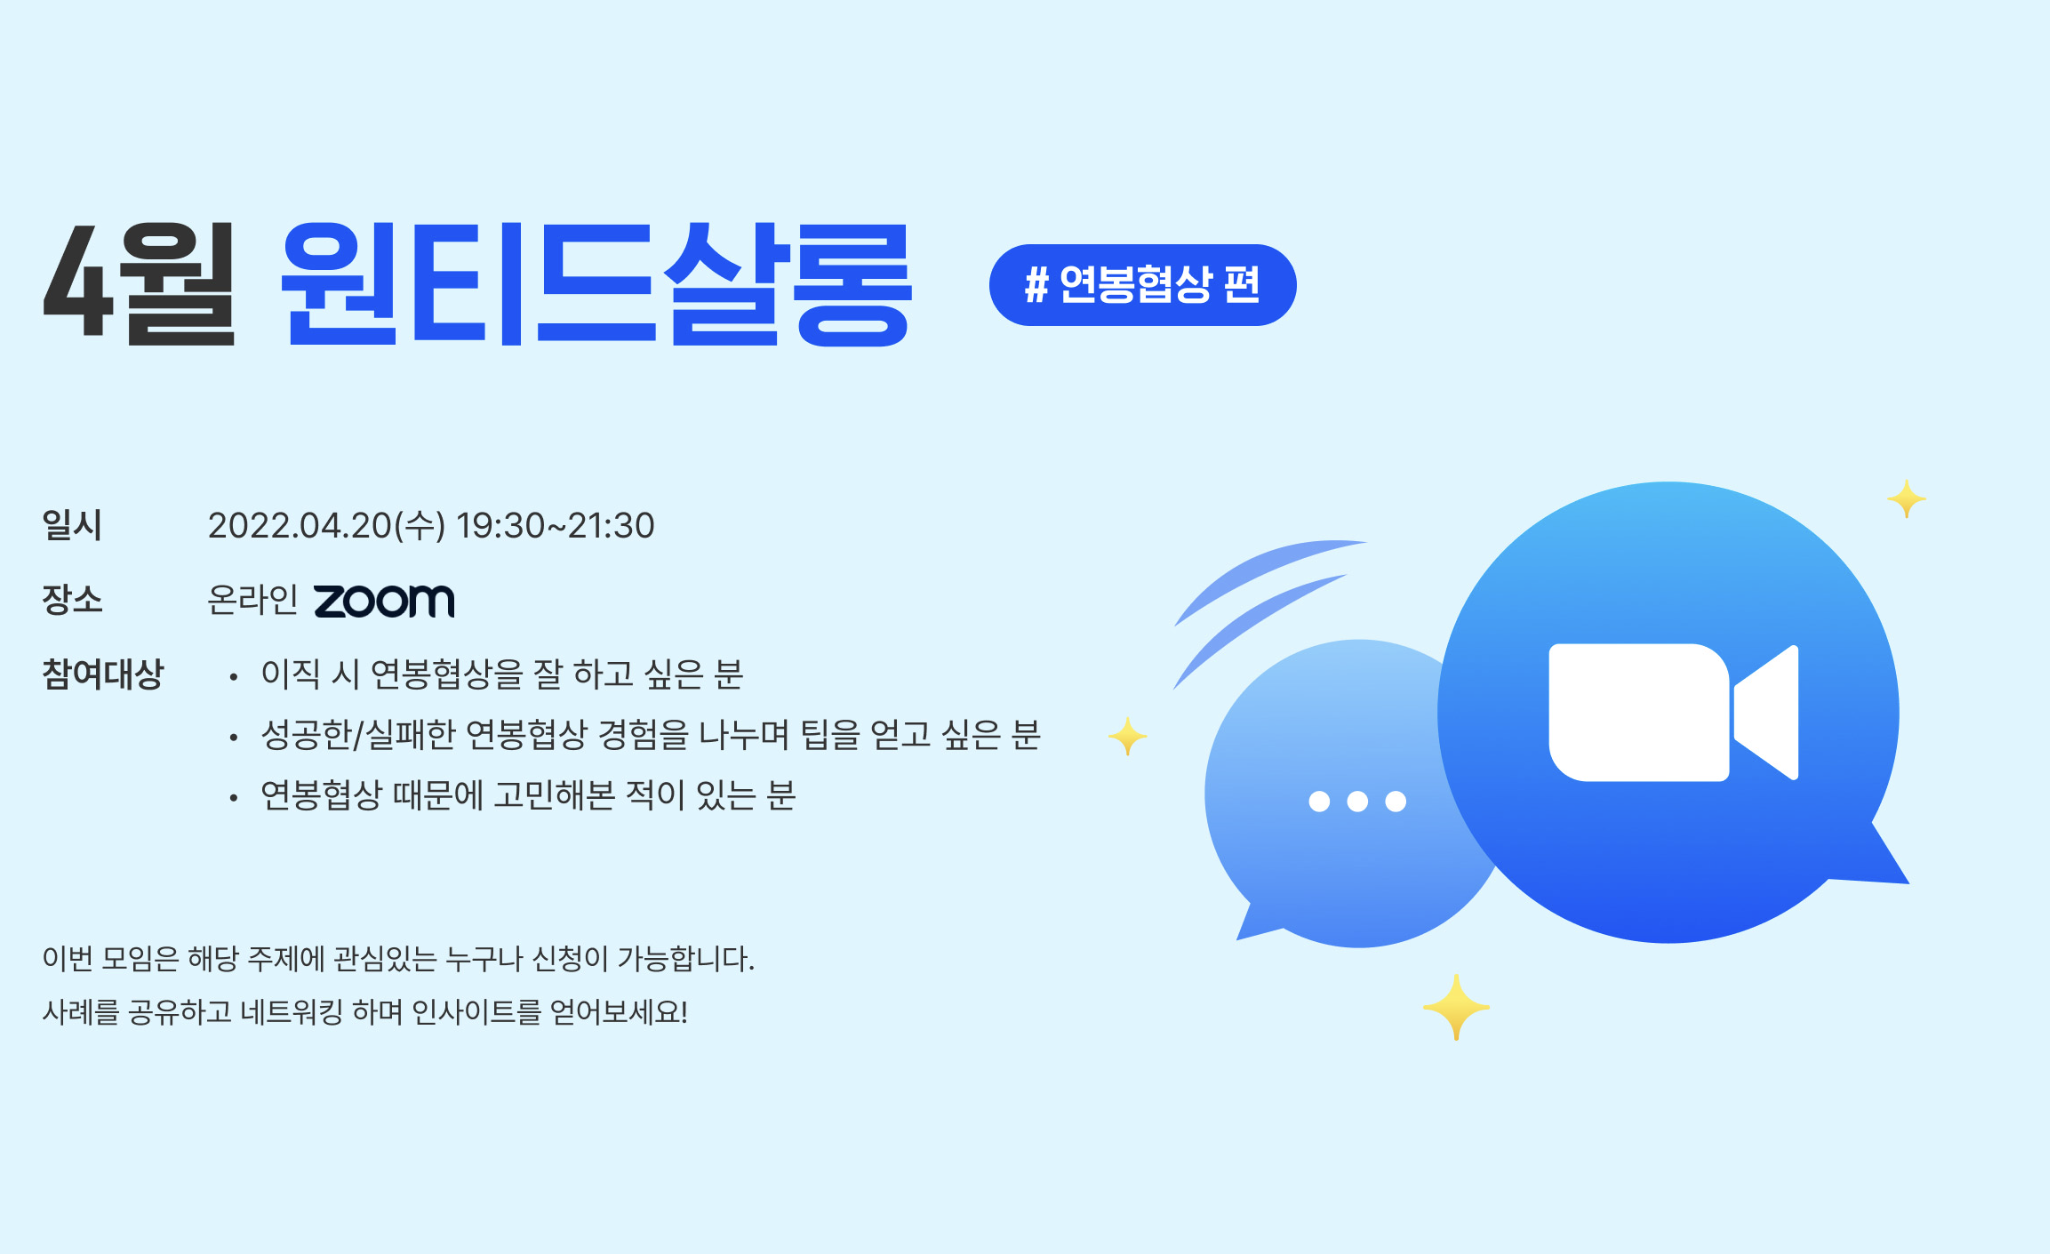 4월 원티드살롱 # 연봉협상 편
일시 2022.04.20(수) 19:30~21:30
장소 온라인 zoom
참여대상 • 이직 시 연봉협상을 잘 하고 싶은 분
• 성공한/실패한 연봉협상 경험을 나누며 팁을 얻고 싶은 분
• 연봉협상 때문에 고민해본 적이 있는 분
이번 모임은 해당 주제에 관심있는 누구나 신청이 가능합니다.
사례를 공유하고 네트워킹 하며 인사이트를 얻어보세요!